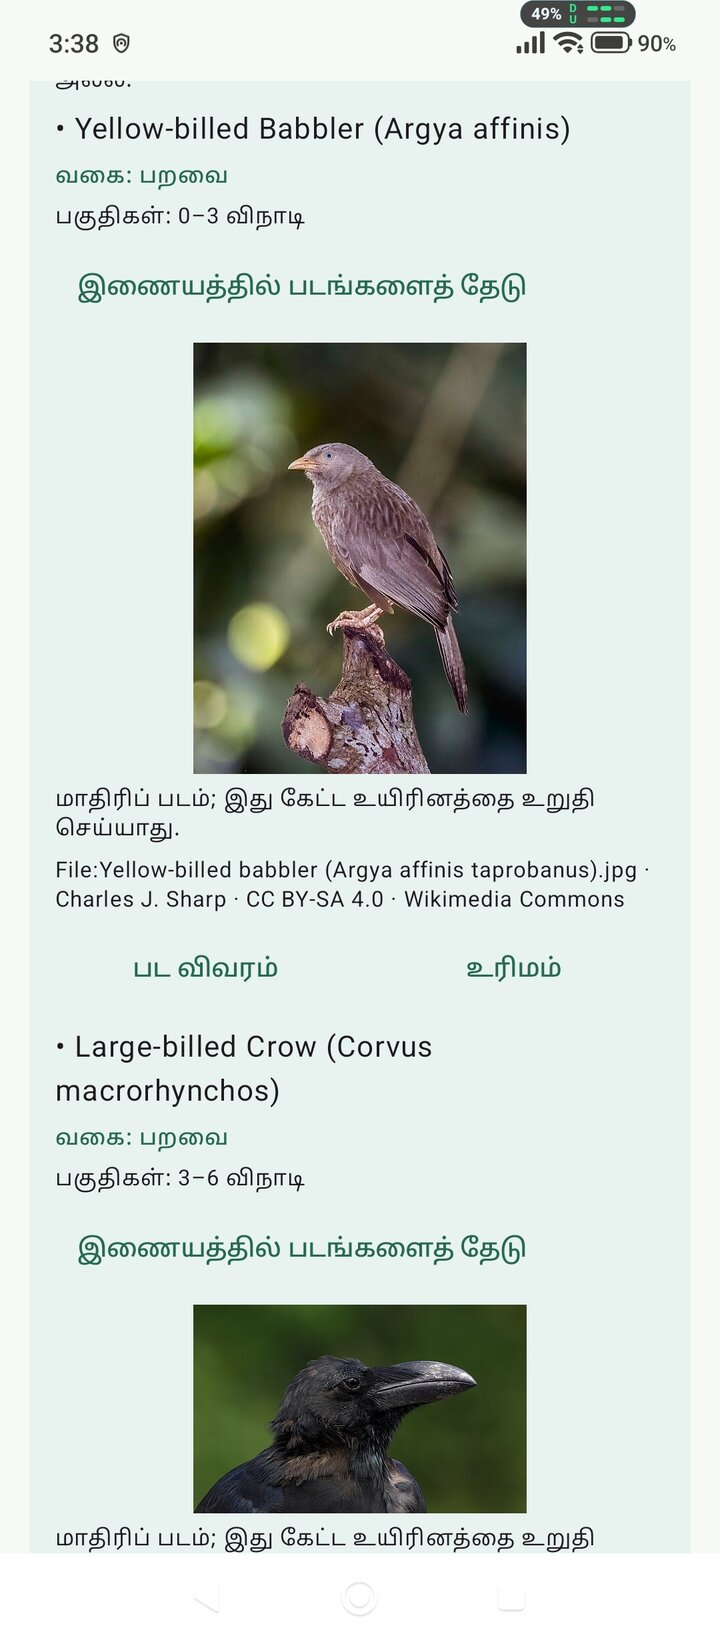 49% D U
3:38 90%
அல்ல.
• Yellow-billed Babbler (Argya affinis)
வகை: பறவை
பகுதிகள்: 0–3 விநாடி
இணையத்தில் படங்களைத் தேடு
மாதிரிப் படம்; இது கேட்ட உயிரினத்தை உறுதி
செய்யாது.
File:Yellow-billed babbler (Argya affinis taprobanus).jpg ·
Charles J. Sharp · CC BY-SA 4.0 · Wikimedia Commons
பட விவரம் உரிமம்
• Large-billed Crow (Corvus
macrorhynchos)
வகை: பறவை
பகுதிகள்: 3–6 விநாடி
இணையத்தில் படங்களைத் தேடு
மாதிரிப் படம்; இது கேட்ட உயிரினத்தை உறுதி